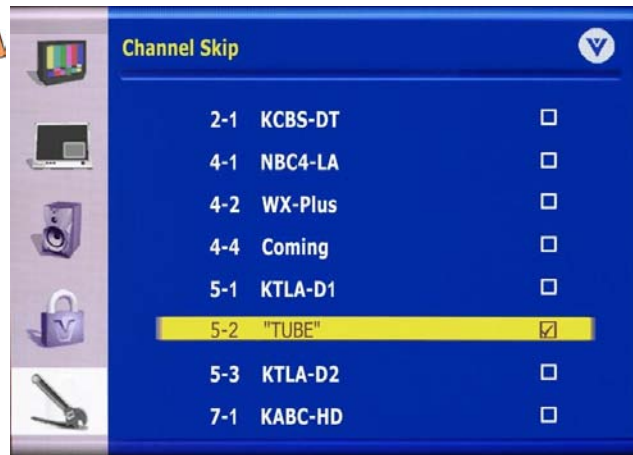 Channel Skip
2-1 KCBS-DT
4-1 NBC4-LA
4-2 WX-Plus
4-4 Coming
5-1 KTLA-D1
5-2 "TUBE"
5-3 KTLA-D2
7-1 KABC-HD